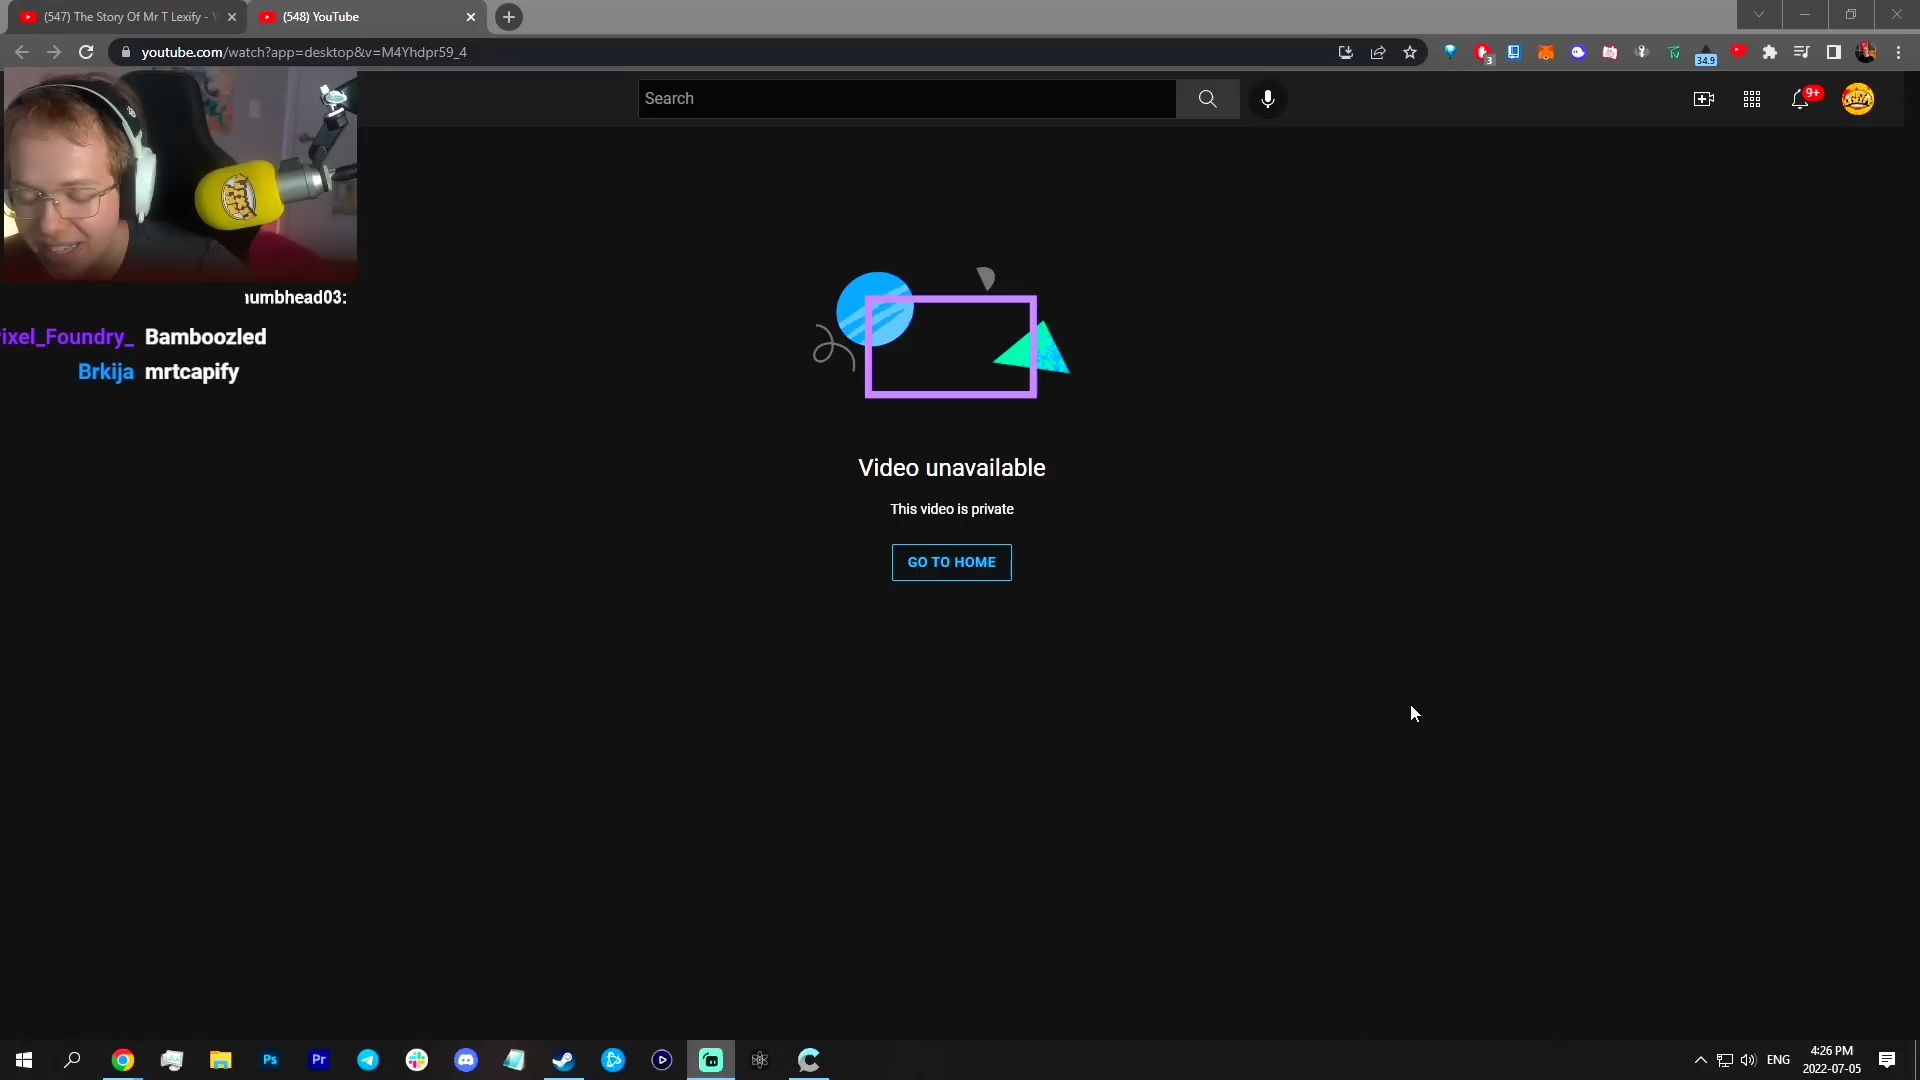 (547) The Story Of Mr T Lexify -
(548) YouTube
youtube.com/watch?app=desktop&v=M4Yhdpr59_4
3
34.9
Search
9+
umbhead03:
ixel_Foundry_ Bamboozled
Brkija mrtcapify
Video unavailable
This video is private
GO TO HOME
Ps
Pr
ENG
4:26 PM
2022-07-05